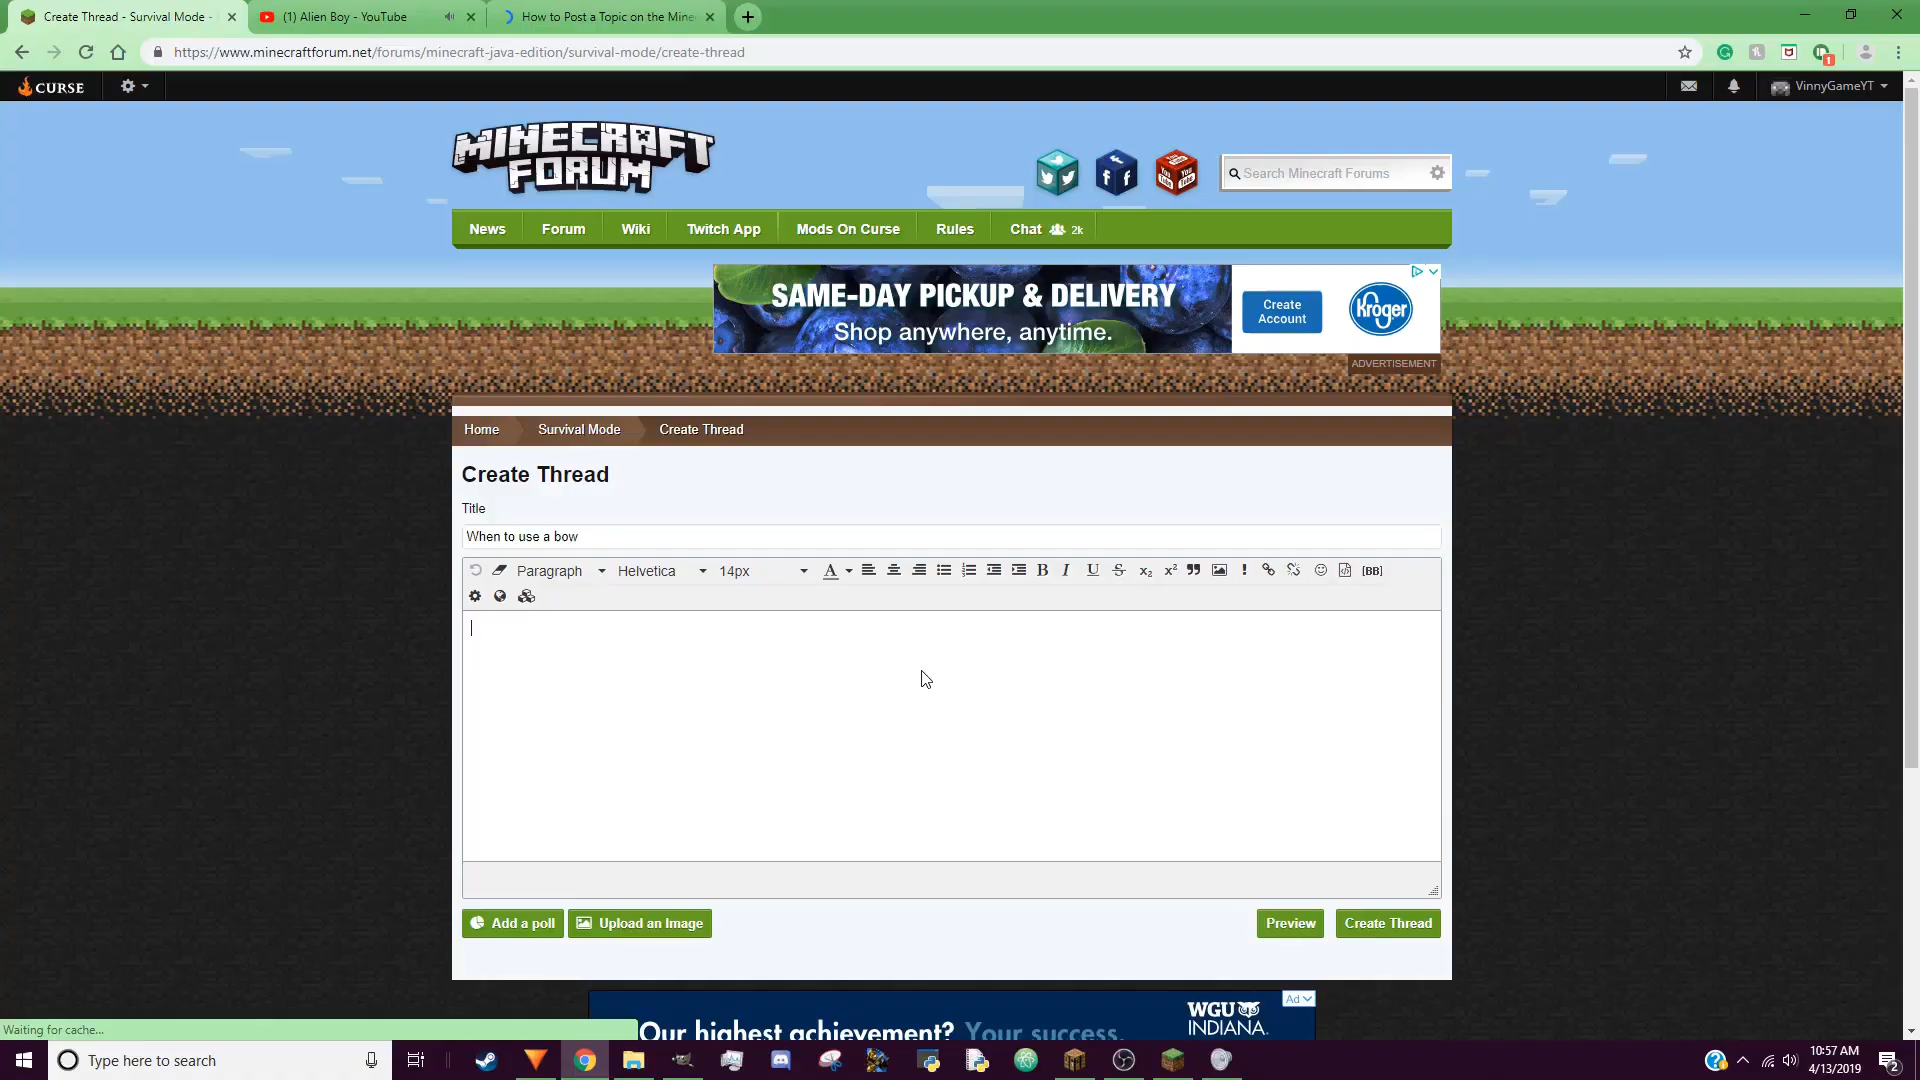 Create Thread - Survival Mode -
(1) Alien Boy - YouTube
How to Post a Topic on the Mine
https://www.minecraftforum.net/forums/minecraft-java-edition/survival-mode/create-thread
CURSE
VinnyGameYT
MINECRAFT
FORUM
Search Minecraft Forums
News Forum Wiki Twitch App Mods On Curse Rules Chat 2k
SAME-DAY PICKUP & DELIVERY
Shop anywhere, anytime.
Create
Account
Kroger
ADVERTISEMENT
Home Survival Mode Create Thread
Create Thread
Title
When to use a bow
Paragraph Helvetica 14px A B I U S x₂ x² [BB]
Add a poll Upload an Image Preview Create Thread
Ad
WGU
INDIANA
Our highest achievement? Your success.
Waiting for cache...
Type here to search
10:57 AM
4/13/2019